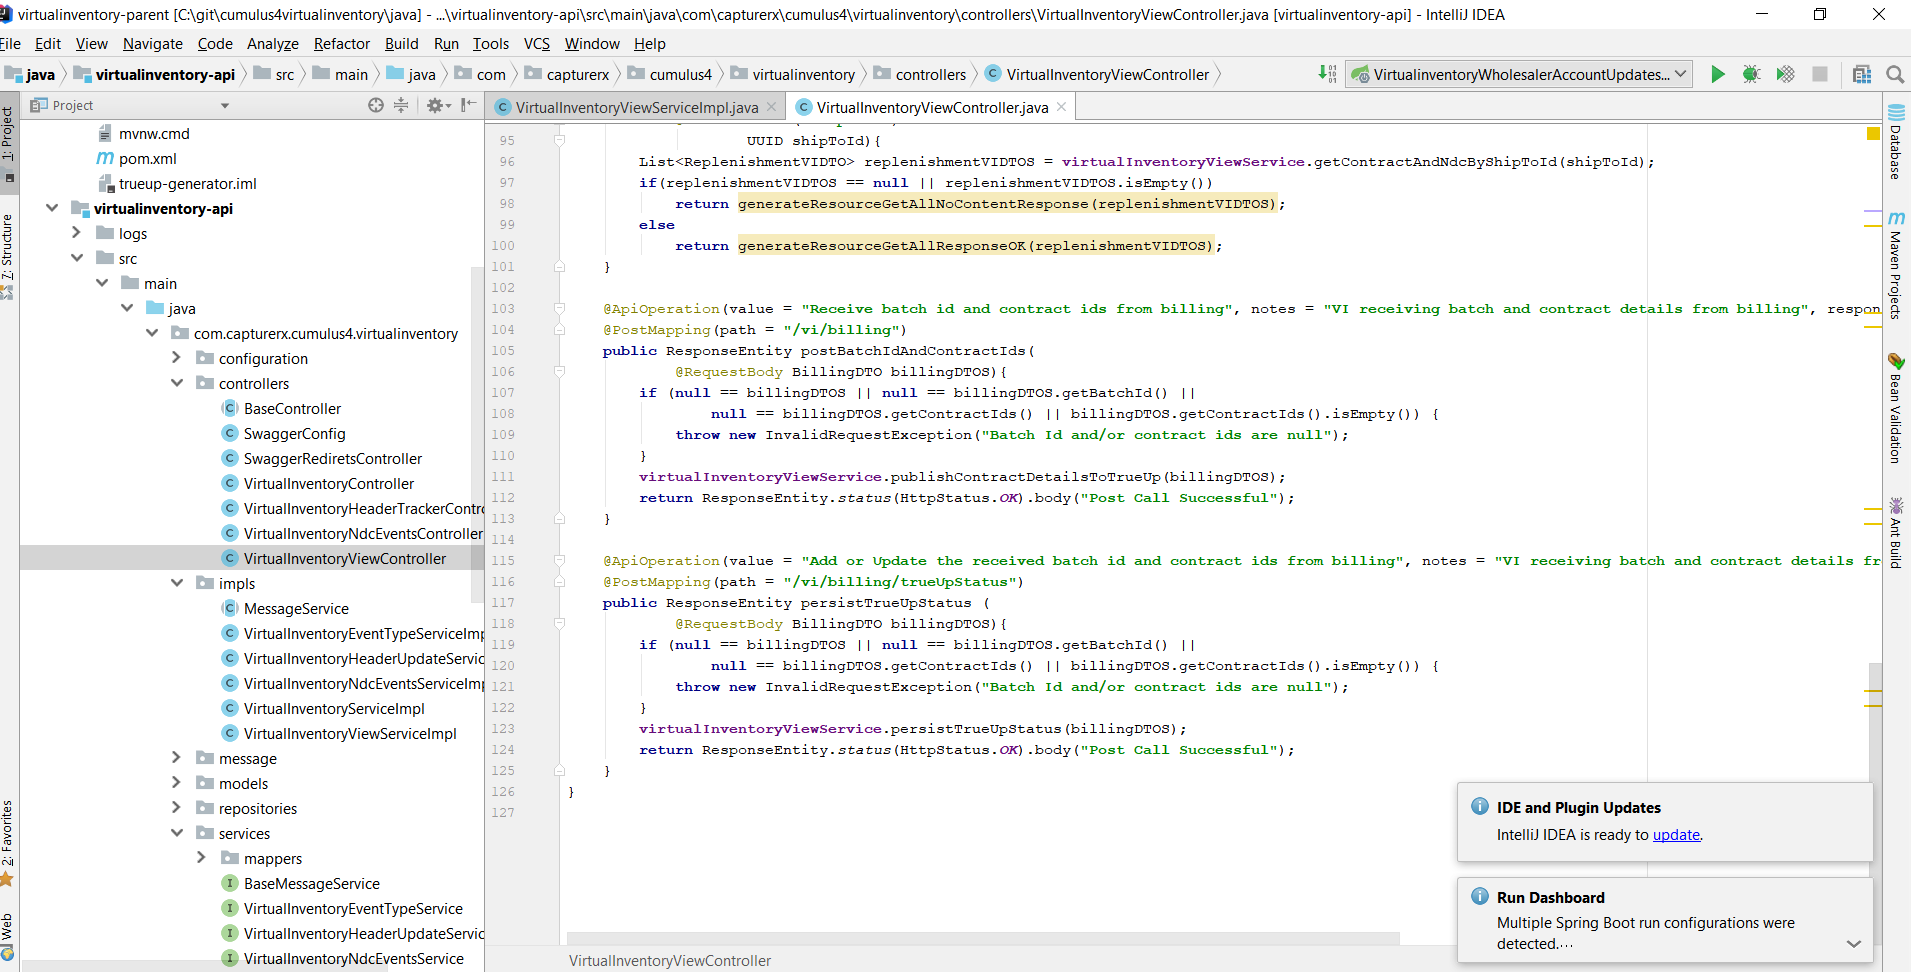 virtualinventory-parent [C:\git\cumulus4virtualinventory\java] - ...\virtualinventory-api\src\main\java\com\capturerx\cumulus4\virtualinventory\controllers\VirtualInventoryViewController.java [virtualinventory-api] - IntelliJ IDEA
File Edit View Navigate Code Analyze Refactor Build Run Tools VCS Window Help
java virtualinventory-api src main java com capturerx cumulus4 virtualinventory controllers VirtualInventoryViewController VirtualinventoryWholesalerAccountUpdates...
Project
VirtualInventoryViewServiceImpl.java VirtualInventoryViewController.java
1: Project
7: Structure
2: Favorites
Web
mvnw.cmd
pom.xml
trueup-generator.iml
virtualinventory-api
logs
src
main
java
com.capturerx.cumulus4.virtualinventory
configuration
controllers
BaseController
SwaggerConfig
SwaggerRediretsController
VirtualInventoryController
VirtualInventoryHeaderTrackerContro
VirtualInventoryNdcEventsController
VirtualInventoryViewController
impls
MessageService
VirtualInventoryEventTypeServiceImp
VirtualInventoryHeaderUpdateServic
VirtualInventoryNdcEventsServiceImp
VirtualInventoryServiceImpl
VirtualInventoryViewServiceImpl
message
models
repositories
services
mappers
BaseMessageService
VirtualInventoryEventTypeService
VirtualInventoryHeaderUpdateServic
VirtualInventoryNdcEventsService
95 UUID shipToId){
96 List<ReplenishmentVIDTO> replenishmentVIDTOS = virtualInventoryViewService.getContractAndNdcByShipToId(shipToId);
97 if(replenishmentVIDTOS == null || replenishmentVIDTOS.isEmpty())
98 return generateResourceGetAllNoContentResponse(replenishmentVIDTOS);
99 else
100 return generateResourceGetAllResponseOK(replenishmentVIDTOS);
101 }
102
103 @ApiOperation(value = "Receive batch id and contract ids from billing", notes = "VI receiving batch and contract details from billing", respon
104 @PostMapping(path = "/vi/billing")
105 public ResponseEntity postBatchIdAndContractIds(
106 @RequestBody BillingDTO billingDTOS){
107 if (null == billingDTOS || null == billingDTOS.getBatchId() ||
108 null == billingDTOS.getContractIds() || billingDTOS.getContractIds().isEmpty()) {
109 throw new InvalidRequestException("Batch Id and/or contract ids are null");
110 }
111 virtualInventoryViewService.publishContractDetailsToTrueUp(billingDTOS);
112 return ResponseEntity.status(HttpStatus.OK).body("Post Call Successful");
113 }
114
115 @ApiOperation(value = "Add or Update the received batch id and contract ids from billing", notes = "VI receiving batch and contract details fr
116 @PostMapping(path = "/vi/billing/trueUpStatus")
117 public ResponseEntity persistTrueUpStatus (
118 @RequestBody BillingDTO billingDTOS){
119 if (null == billingDTOS || null == billingDTOS.getBatchId() ||
120 null == billingDTOS.getContractIds() || billingDTOS.getContractIds().isEmpty()) {
121 throw new InvalidRequestException("Batch Id and/or contract ids are null");
122 }
123 virtualInventoryViewService.persistTrueUpStatus(billingDTOS);
124 return ResponseEntity.status(HttpStatus.OK).body("Post Call Successful");
125 }
126 }
127
VirtualInventoryViewController
Database
Maven Projects
Bean Validation
Ant Build
IDE and Plugin Updates
IntelliJ IDEA is ready to update.
Run Dashboard
Multiple Spring Boot run configurations were
detected....